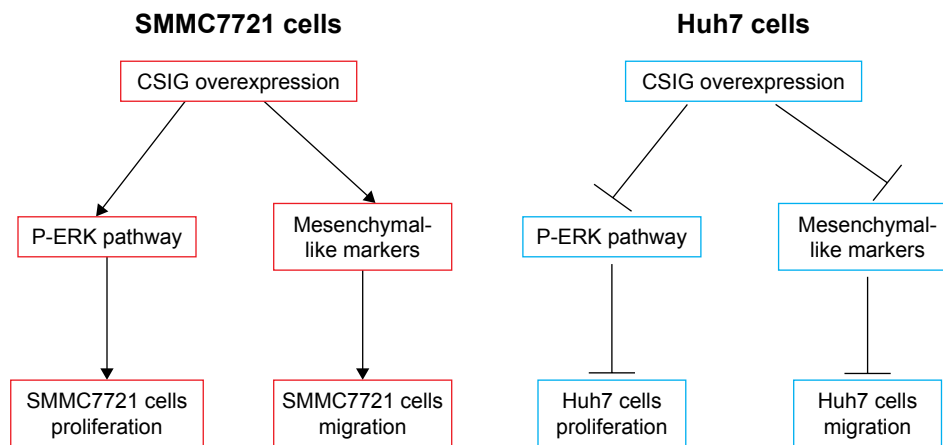 SMMC7721 cells
CSIG overexpression
P-ERK pathway
Mesenchymal-
like markers
SMMC7721 cells
proliferation
SMMC7721 cells
migration
Huh7 cells
CSIG overexpression
P-ERK pathway
Mesenchymal-
like markers
Huh7 cells
proliferation
Huh7 cells
migration